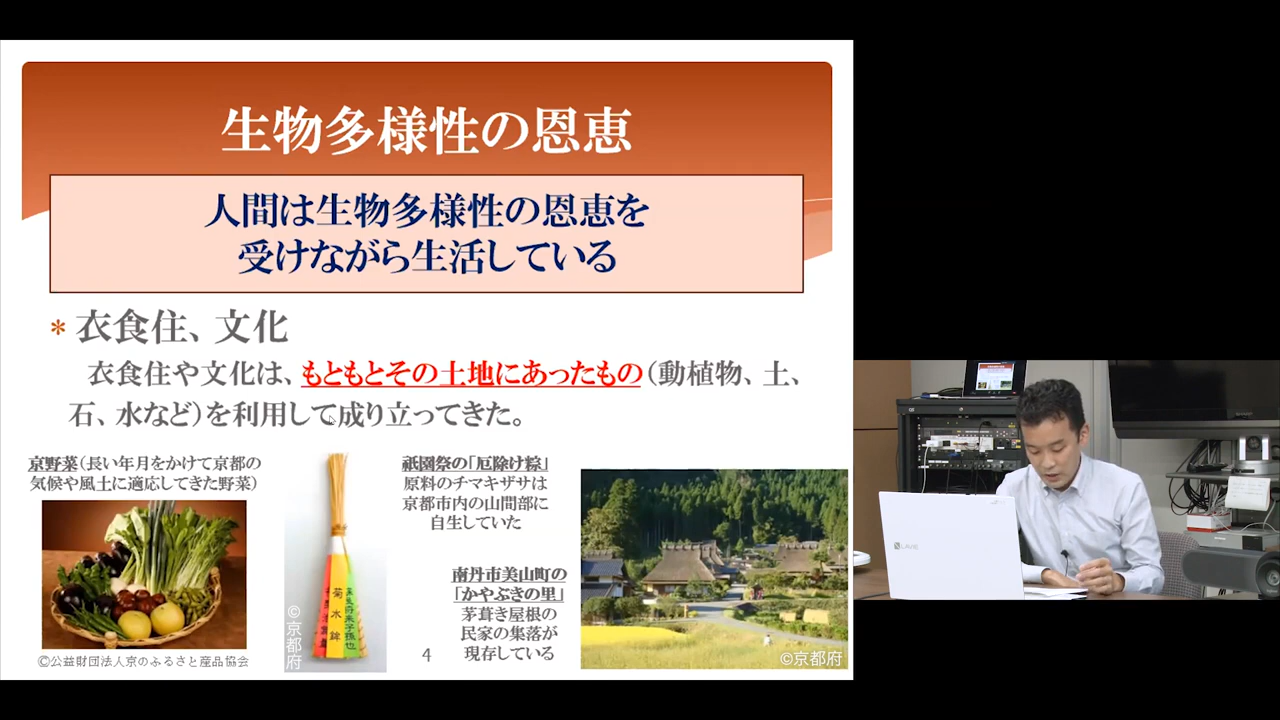 生物多様性の恩恵
人間は生物多様性の恩恵を
受けながら生活している
* 衣食住、文化
衣食住や文化は、もともとその土地にあったもの(動植物、土、
石、水など)を利用して成り立ってきた。
京野菜(長い年月をかけて京都の
気候や風土に適応してきた野菜)
©公益財団法人京のふるさと産品協会
菊水鉾
蘇民将来子孫也
©京都府
祇園祭の「厄除け粽」
原料のチマキザサは
京都市内の山間部に
自生していた
南丹市美山町の
「かやぶきの里」
茅葺き屋根の
民家の集落が
現存している
©京都府
4
LAVIE